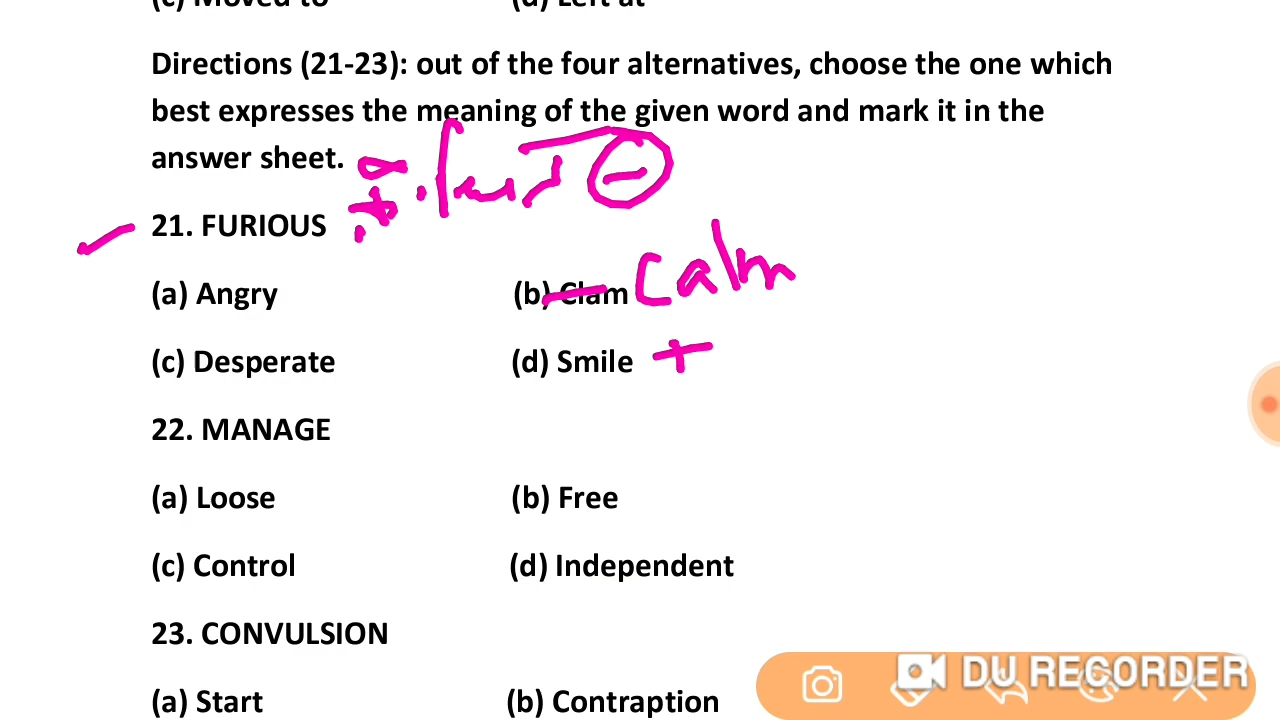 (c) Moved to (d) Left at
Directions (21-23): out of the four alternatives, choose the one which
best expresses the meaning of the given word and mark it in the
answer sheet.
21. FURIOUS
(a) Angry (b) Clam Calm
(c) Desperate (d) Smile +
22. MANAGE
(a) Loose (b) Free
(c) Control (d) Independent
23. CONVULSION
(a) Start (b) Contraption
DU RECORDER